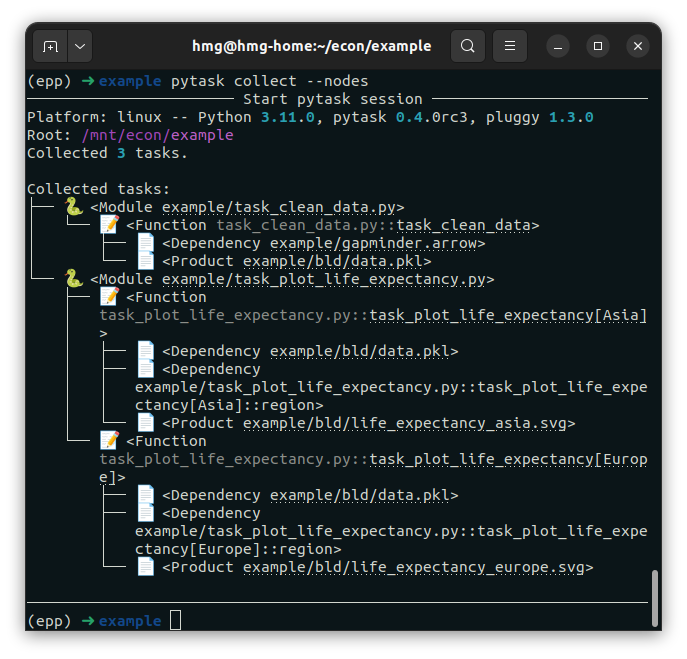 hmg@hmg-home:~/econ/example
(epp) ➜ example pytask collect --nodes
Start pytask session
Platform: linux -- Python 3.11.0, pytask 0.4.0rc3, pluggy 1.3.0
Root: /mnt/econ/example
Collected 3 tasks.
Collected tasks:
<Module example/task_clean_data.py>
<Function task_clean_data.py::task_clean_data>
<Dependency example/gapminder.arrow>
<Product example/bld/data.pkl>
<Module example/task_plot_life_expectancy.py>
<Function
task_plot_life_expectancy.py::task_plot_life_expectancy[Asia]
>
<Dependency example/bld/data.pkl>
<Dependency
example/task_plot_life_expectancy.py::task_plot_life_expe
ctancy[Asia]::region>
<Product example/bld/life_expectancy_asia.svg>
<Function
task_plot_life_expectancy.py::task_plot_life_expectancy[Europ
e]>
<Dependency example/bld/data.pkl>
<Dependency
example/task_plot_life_expectancy.py::task_plot_life_expe
ctancy[Europe]::region>
<Product example/bld/life_expectancy_europe.svg>
(epp) ➜ example